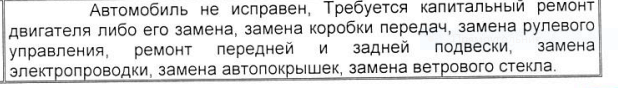 Автомобиль не исправен, Требуется капитальный ремонт
двигателя либо его замена, замена коробки передач, замена рулевого
управления, ремонт передней и задней подвески, замена
электропроводки, замена автопокрышек, замена ветрового стекла.